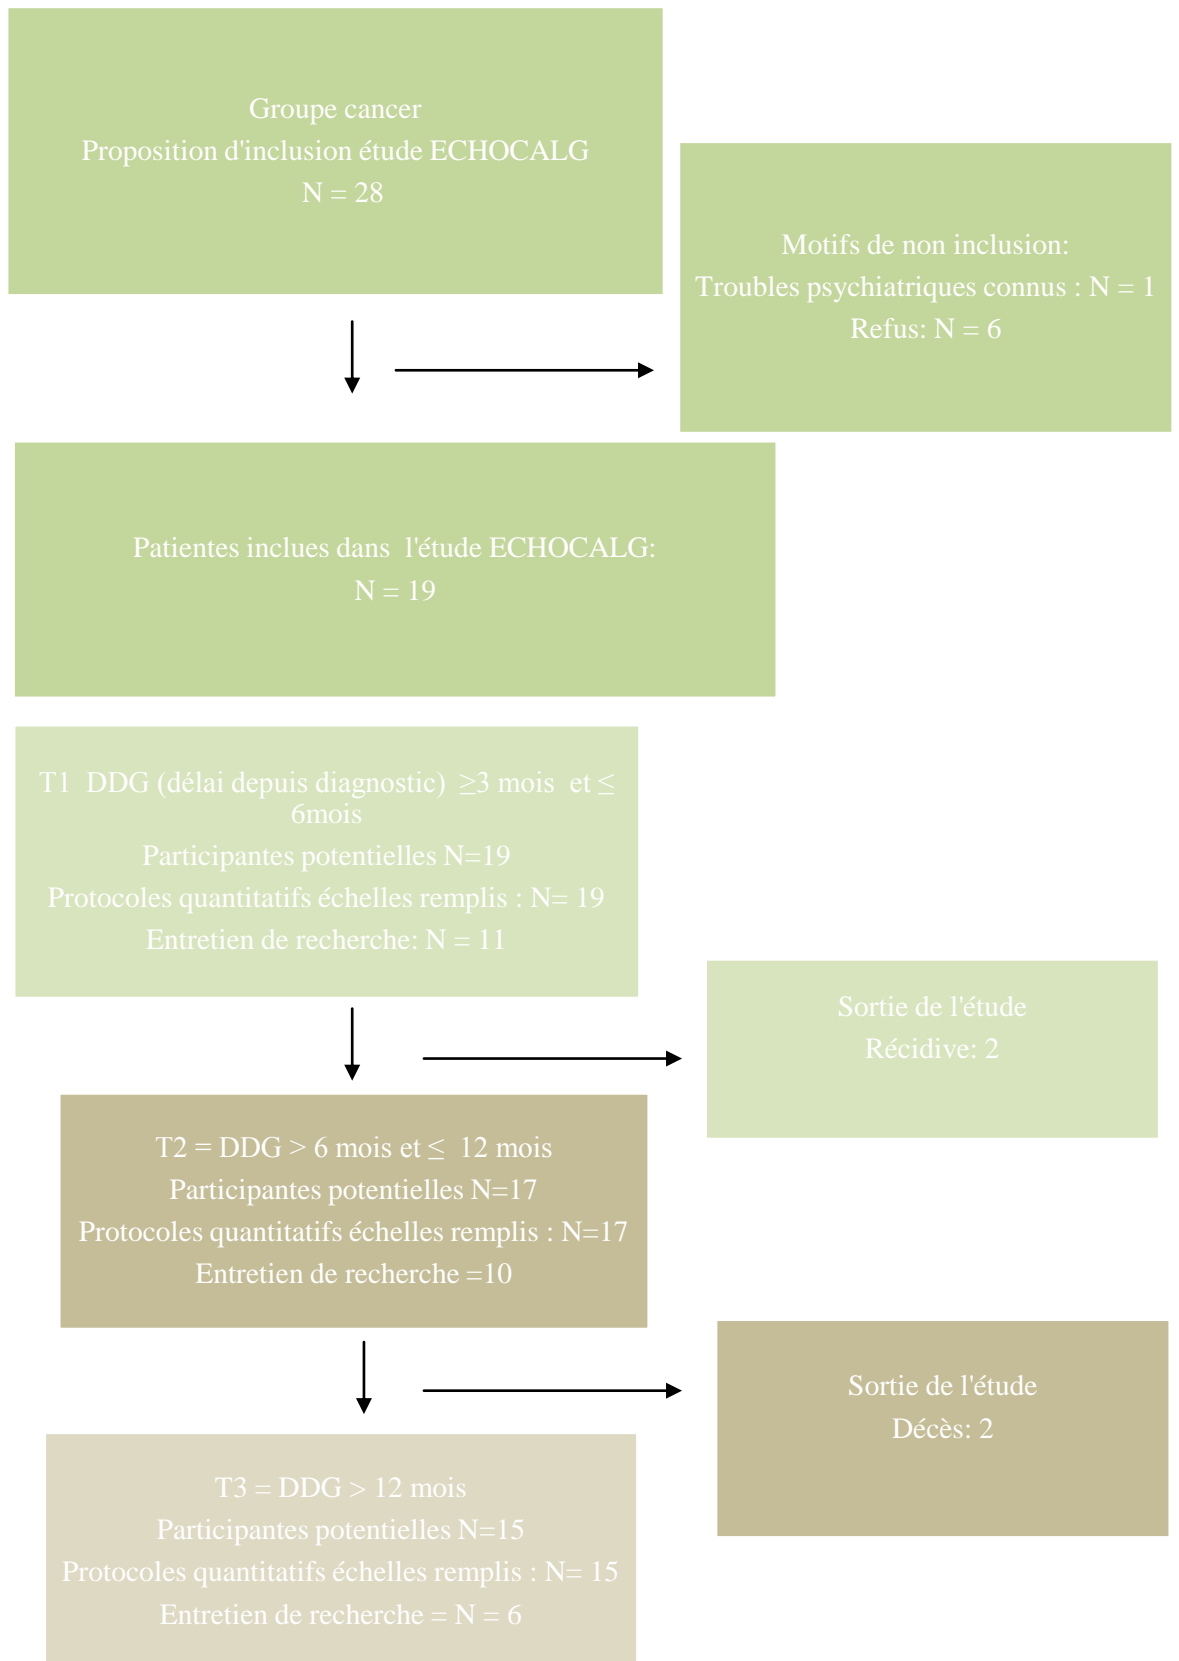 Groupe cancer
Proposition d'inclusion étude ECHOCALG
N = 28
Motifs de non inclusion:
Troubles psychiatriques connus : N = 1
Refus: N = 6
Patientes inclues dans l'étude ECHOCALG:
N = 19
T1 DDG (délai depuis diagnostic) ≥3 mois et ≤
6mois
Participantes potentielles N=19
Protocoles quantitatifs échelles remplis : N= 19
Entretien de recherche: N = 11
Sortie de l'étude
Récidive: 2
T2 = DDG > 6 mois et ≤ 12 mois
Participantes potentielles N=17
Protocoles quantitatifs échelles remplis : N=17
Entretien de recherche =10
Sortie de l'étude
Décès: 2
T3 = DDG > 12 mois
Participantes potentielles N=15
Protocoles quantitatifs échelles remplis : N= 15
Entretien de recherche = N = 6